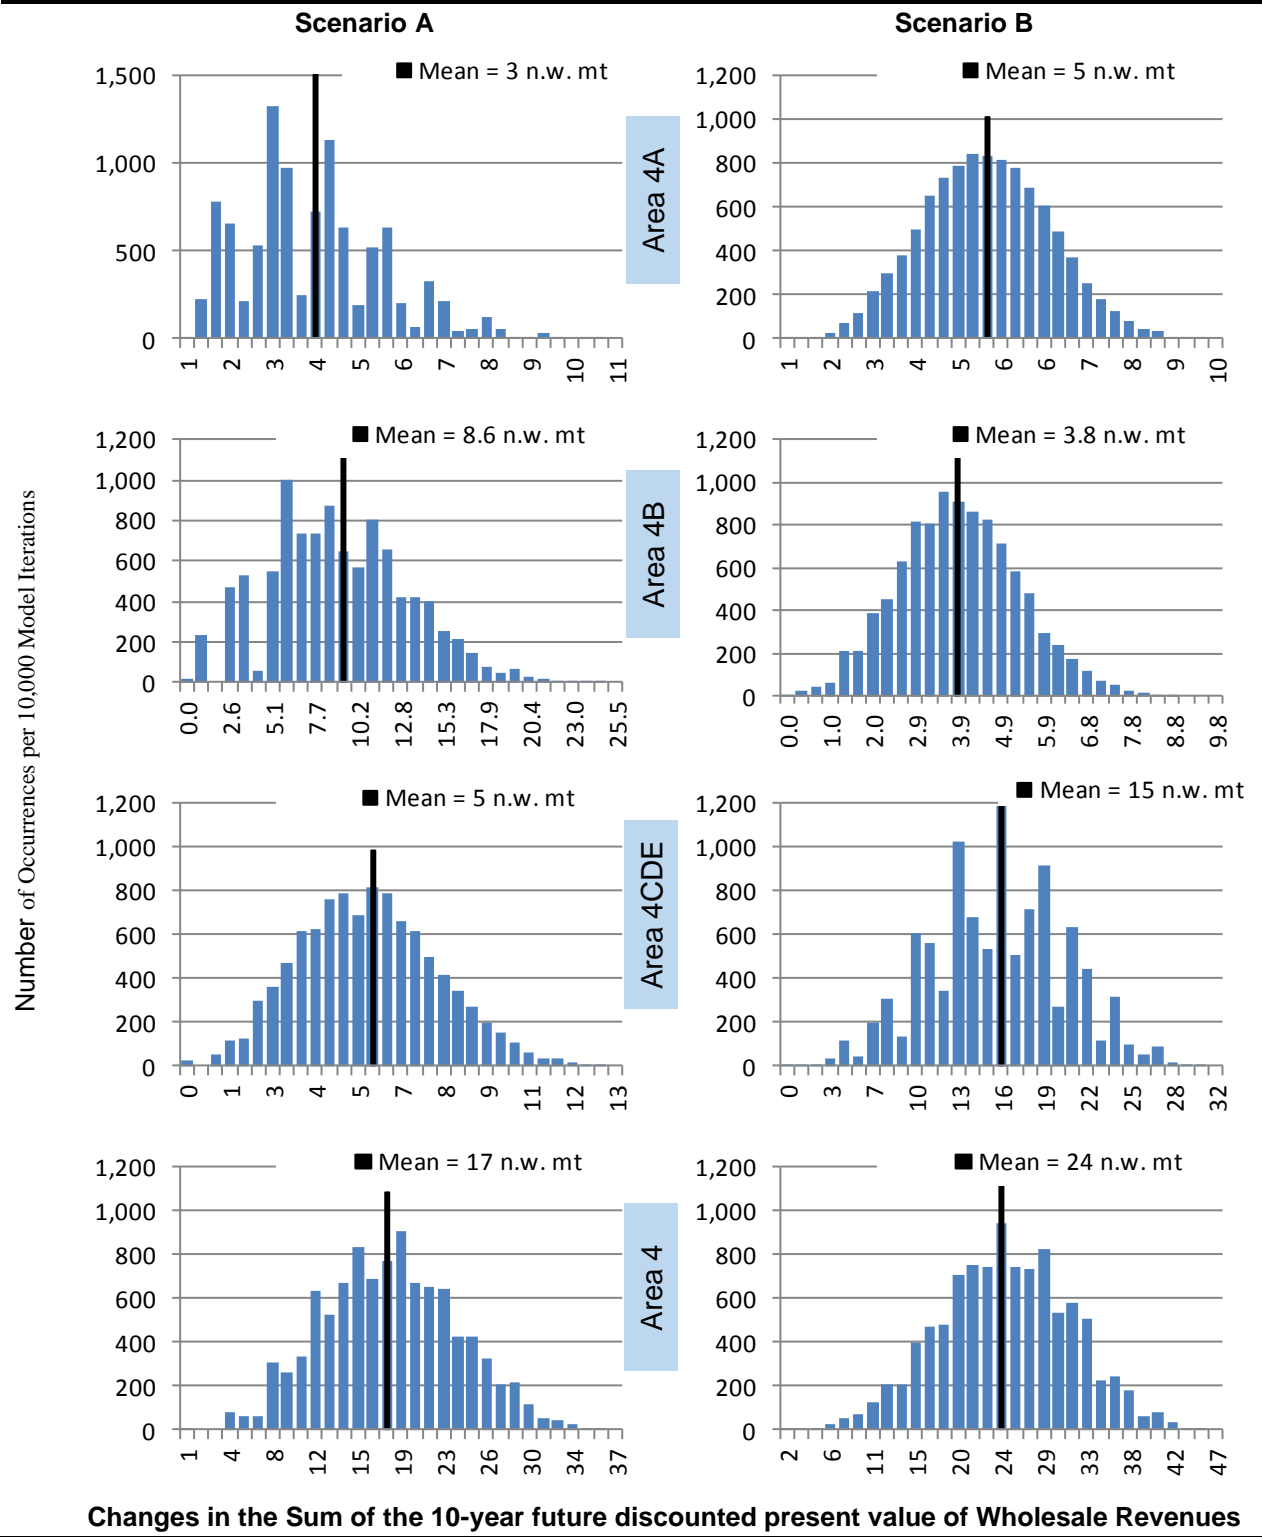 Scenario A
Scenario B
Number of Occurrences per 10,000 Model Iterations
Mean = 3 n.w. mt
1,500
1,000
500
0
1 2 3 4 5 6 7 8 9 10 11
Area 4A
Mean = 5 n.w. mt
1,200
1,000
800
600
400
200
0
1 2 3 4 5 6 6 7 8 9 10
Mean = 8.6 n.w. mt
1,200
1,000
800
600
400
200
0
0.0 2.6 5.1 7.7 10.2 12.8 15.3 17.9 20.4 23.0 25.5
Area 4B
Mean = 3.8 n.w. mt
1,200
1,000
800
600
400
200
0
0.0 1.0 2.0 2.9 3.9 4.9 5.9 6.8 7.8 8.8 9.8
Mean = 5 n.w. mt
1,200
1,000
800
600
400
200
0
0 1 3 4 5 7 8 9 11 12 13
Area 4CDE
Mean = 15 n.w. mt
1,200
1,000
800
600
400
200
0
0 3 7 10 13 16 19 22 25 28 32
Mean = 17 n.w. mt
1,200
1,000
800
600
400
200
0
1 4 8 12 15 19 23 26 30 34 37
Area 4
Mean = 24 n.w. mt
1,200
1,000
800
600
400
200
0
2 6 11 15 20 24 29 33 38 42 47
Changes in the Sum of the 10-year future discounted present value of Wholesale Revenues